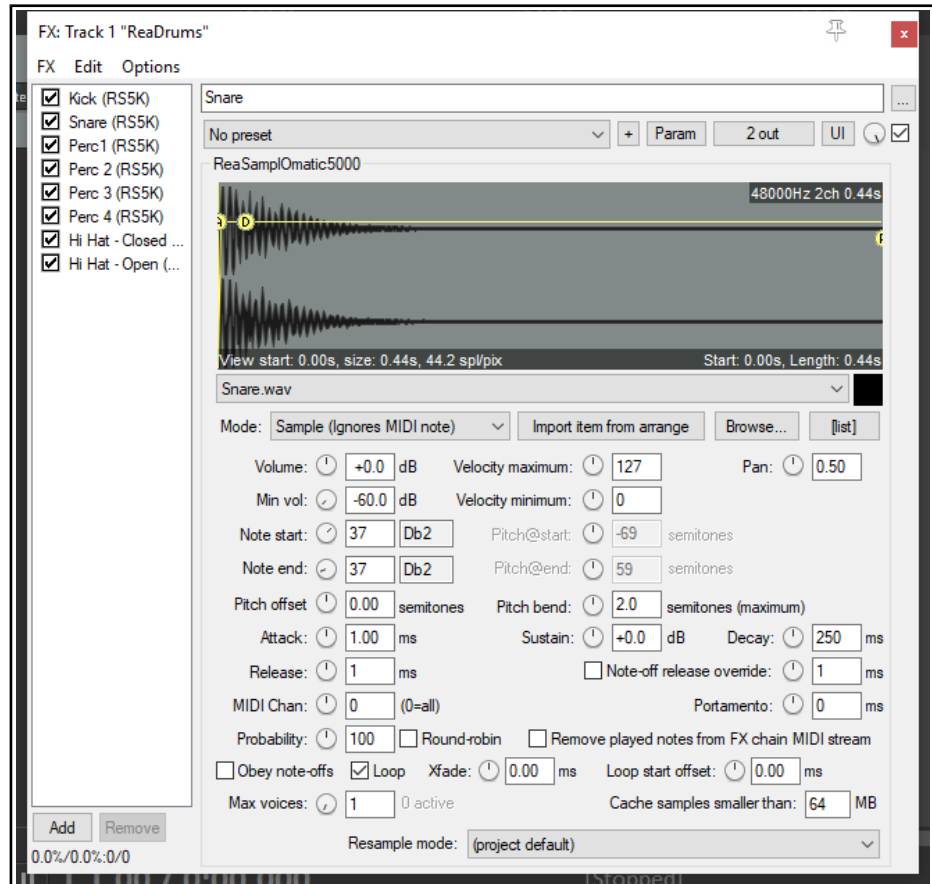 FX: Track 1 "ReaDrums"
x
FX Edit Options
Kick (RS5K)
Snare (RS5K)
Perc1 (RS5K)
Perc 2 (RS5K)
Perc 3 (RS5K)
Perc 4 (RS5K)
Hi Hat - Closed ...
Hi Hat - Open (...
Snare
...
No preset + Param 2 out UI
ReaSamplOmatic5000
48000Hz 2ch 0.44s
A D
View start: 0.00s, size: 0.44s, 44.2 spl/pix Start: 0.00s, Length: 0.44s
Snare.wav
Mode: Sample (Ignores MIDI note) Import item from arrange Browse... [list]
Volume: +0.0 dB Velocity maximum: 127 Pan: 0.50
Min vol: -60.0 dB Velocity minimum: 0
Note start: 37 Db2 Pitch@start: -69 semitones
Note end: 37 Db2 Pitch@end: 59 semitones
Pitch offset 0.00 semitones Pitch bend: 2.0 semitones (maximum)
Attack: 1.00 ms Sustain: +0.0 dB Decay: 250 ms
Release: 1 ms Note-off release override: 1 ms
MIDI Chan: 0 (0=all) Portamento: 0 ms
Probability: 100 Round-robin Remove played notes from FX chain MIDI stream
Obey note-offs Loop Xfade: 0.00 ms Loop start offset: 0.00 ms
Max voices: 1 0 active Cache samples smaller than: 64 MB
Resample mode: (project default)
Add Remove
0.0%/0.0%:0/0
[Stopped]